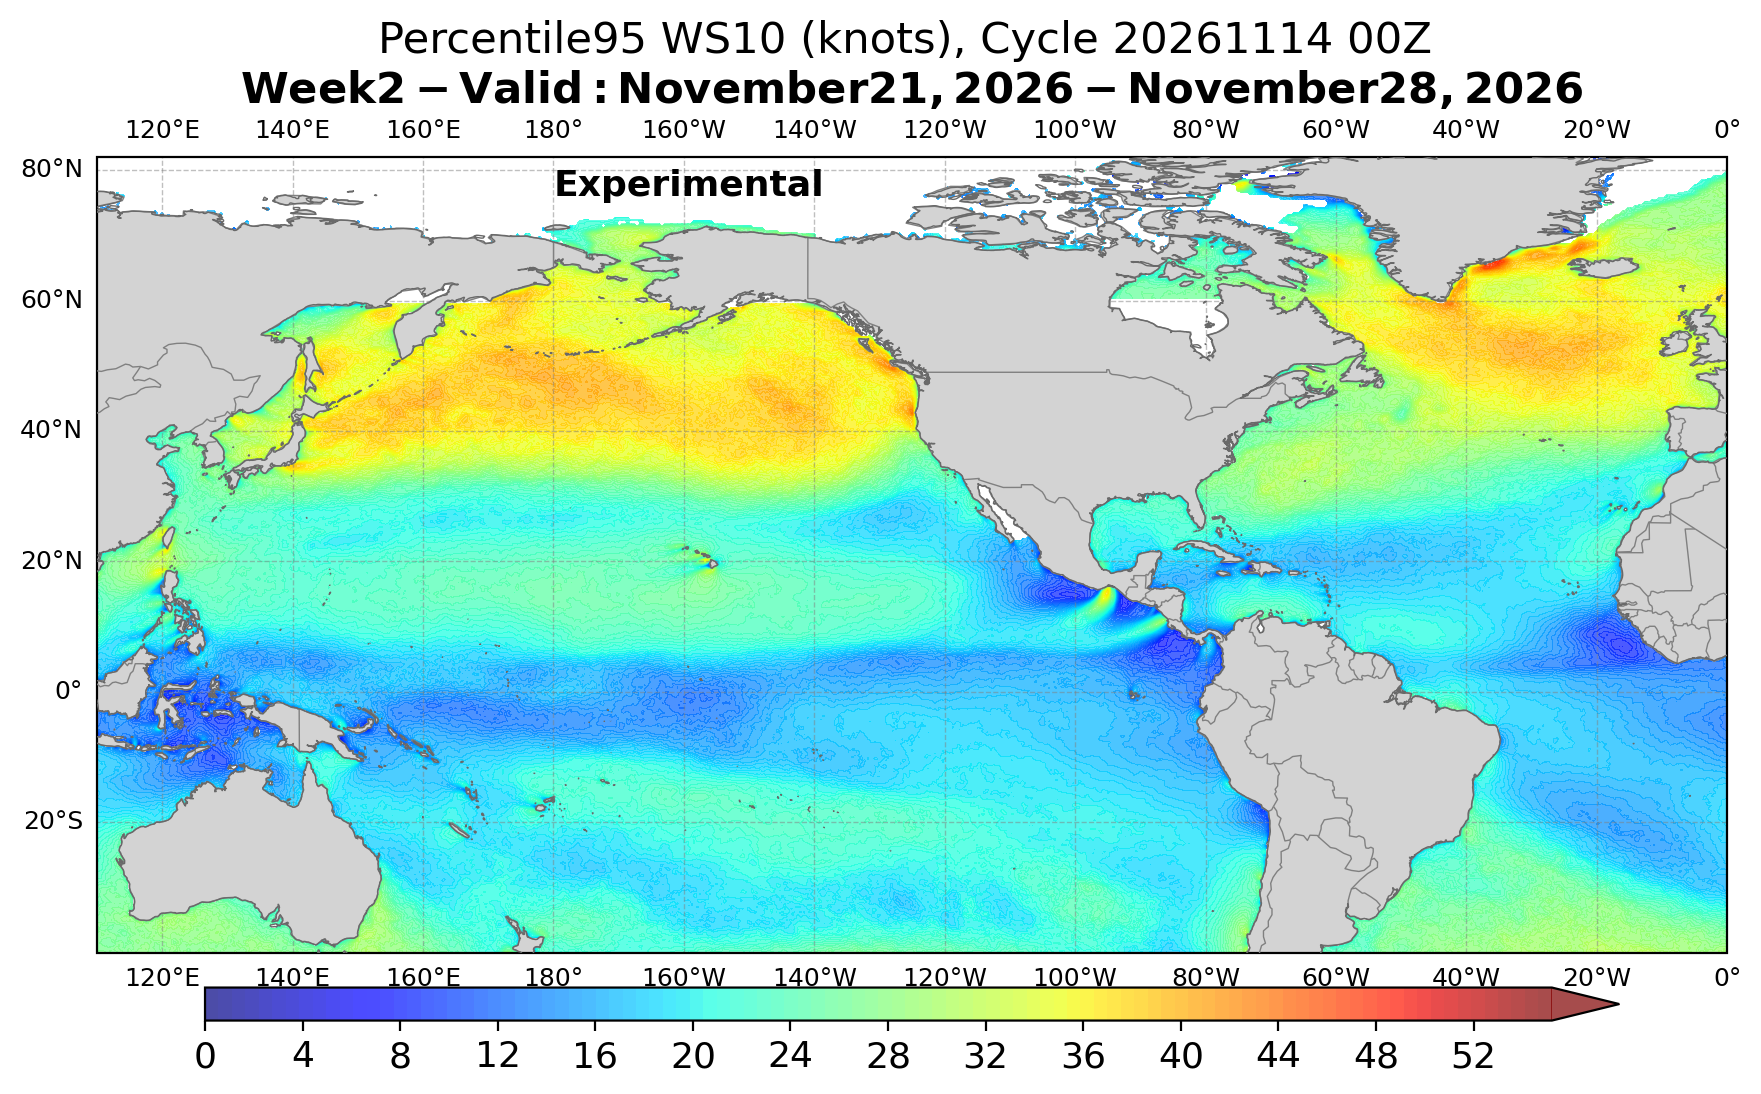 Percentile95 WS10 (knots), Cycle 20261114 00Z
Week2 − Valid : November21, 2026 − November28, 2026
120°E 140°E 160°E 180° 160°W 140°W 120°W 100°W 80°W 60°W 40°W 20°W 0°
80°N
Experimental
60°N
40°N
20°N
0°
20°S
120°E 140°E 160°E 180° 160°W 140°W 120°W 100°W 80°W 60°W 40°W 20°W 0°
0 4 8 12 16 20 24 28 32 36 40 44 48 52